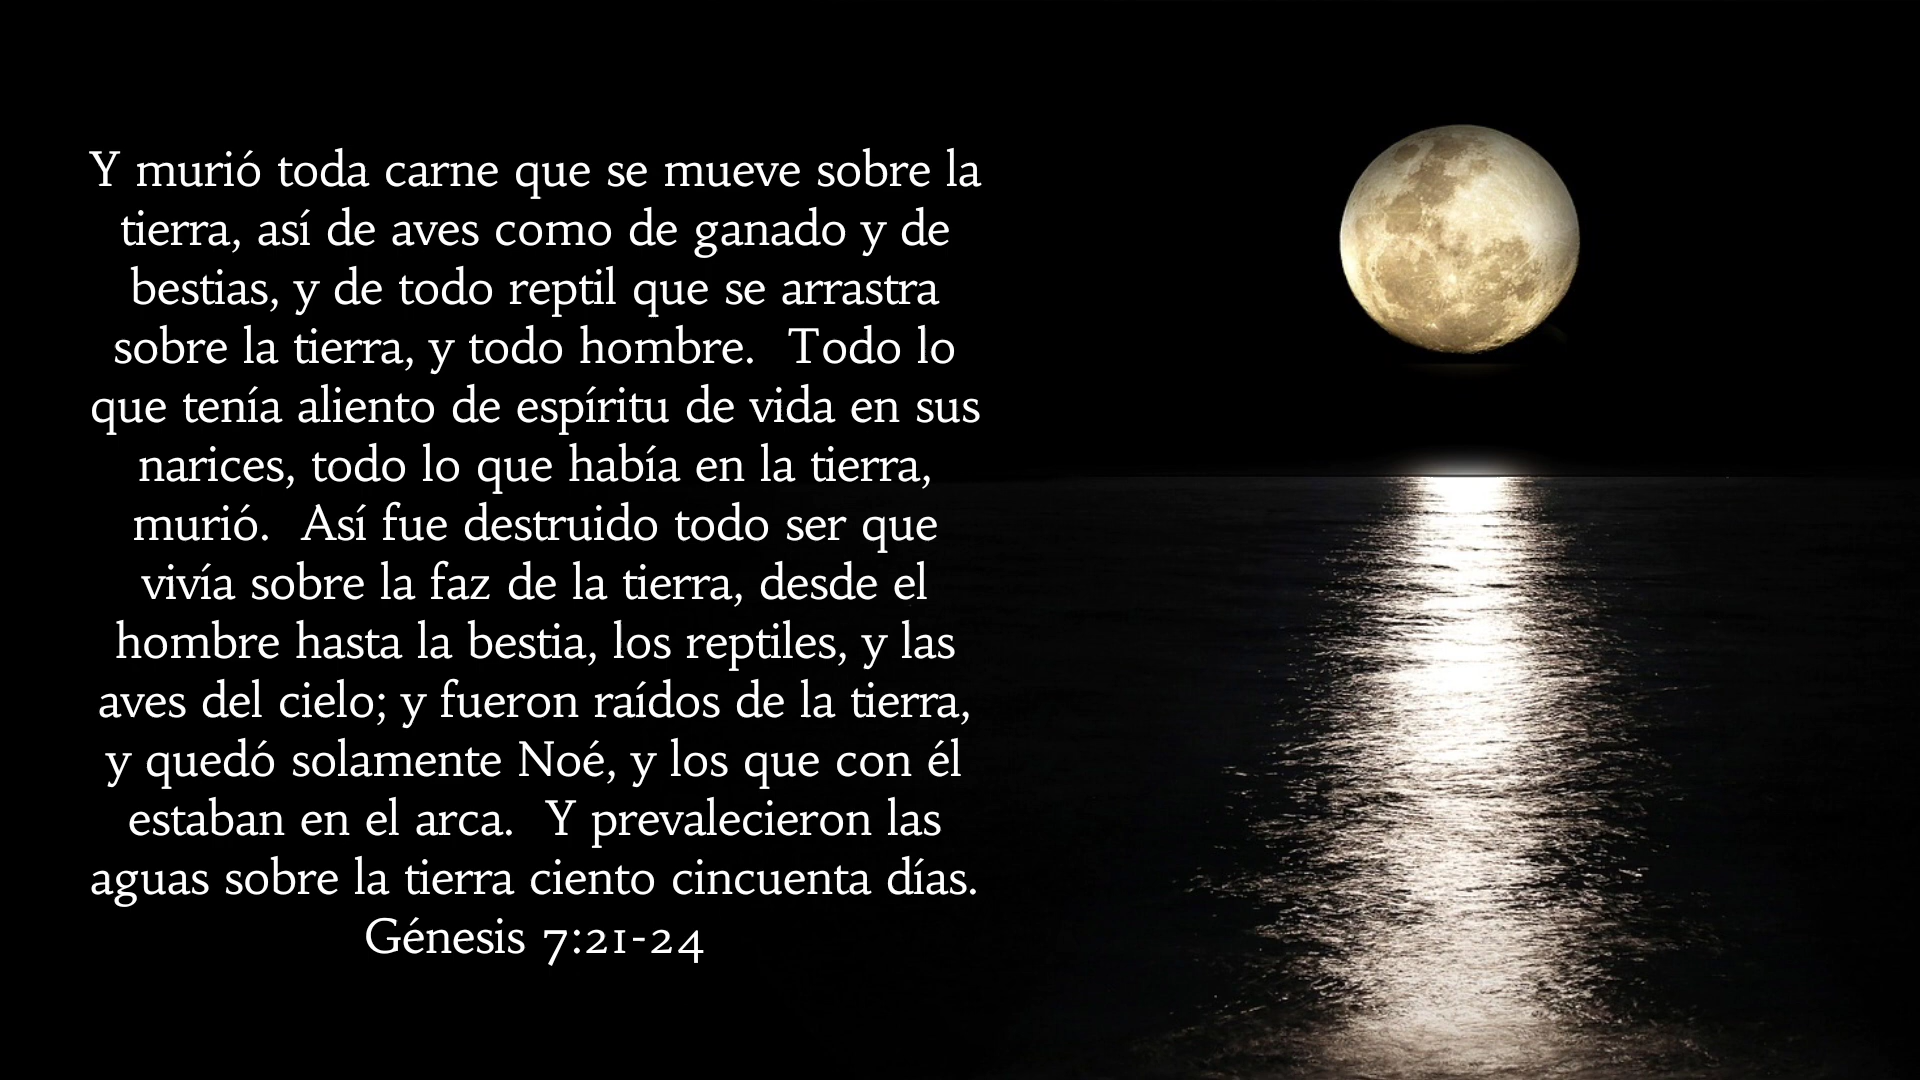 Y murió toda carne que se mueve sobre la
tierra, así de aves como de ganado y de
bestias, y de todo reptil que se arrastra
sobre la tierra, y todo hombre.  Todo lo
que tenía aliento de espíritu de vida en sus
narices, todo lo que había en la tierra,
murió.  Así fue destruido todo ser que
vivía sobre la faz de la tierra, desde el
hombre hasta la bestia, los reptiles, y las
aves del cielo; y fueron raídos de la tierra,
y quedó solamente Noé, y los que con él
estaban en el arca.  Y prevalecieron las
aguas sobre la tierra ciento cincuenta días.
Génesis 7:21-24